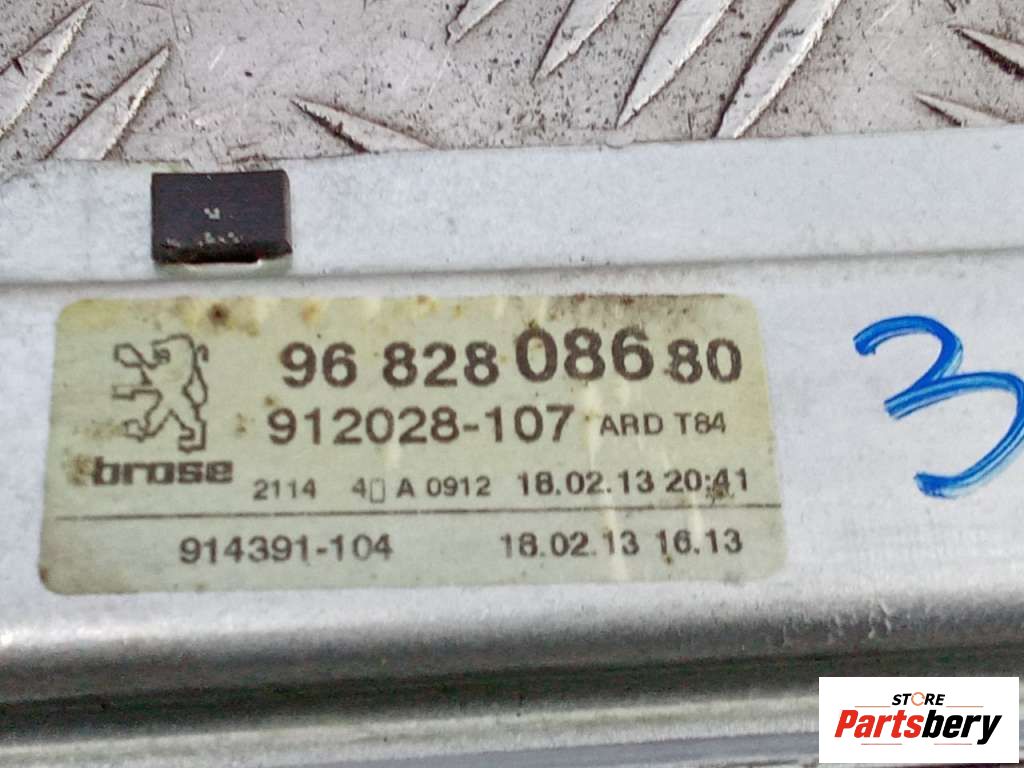 96 828 086 80
912028-107 ARD T84
brose
2114 4▯ A 0912 18.02.13 20:41
914391-104 18.02.13 16.13
3
STORE
Partsbery